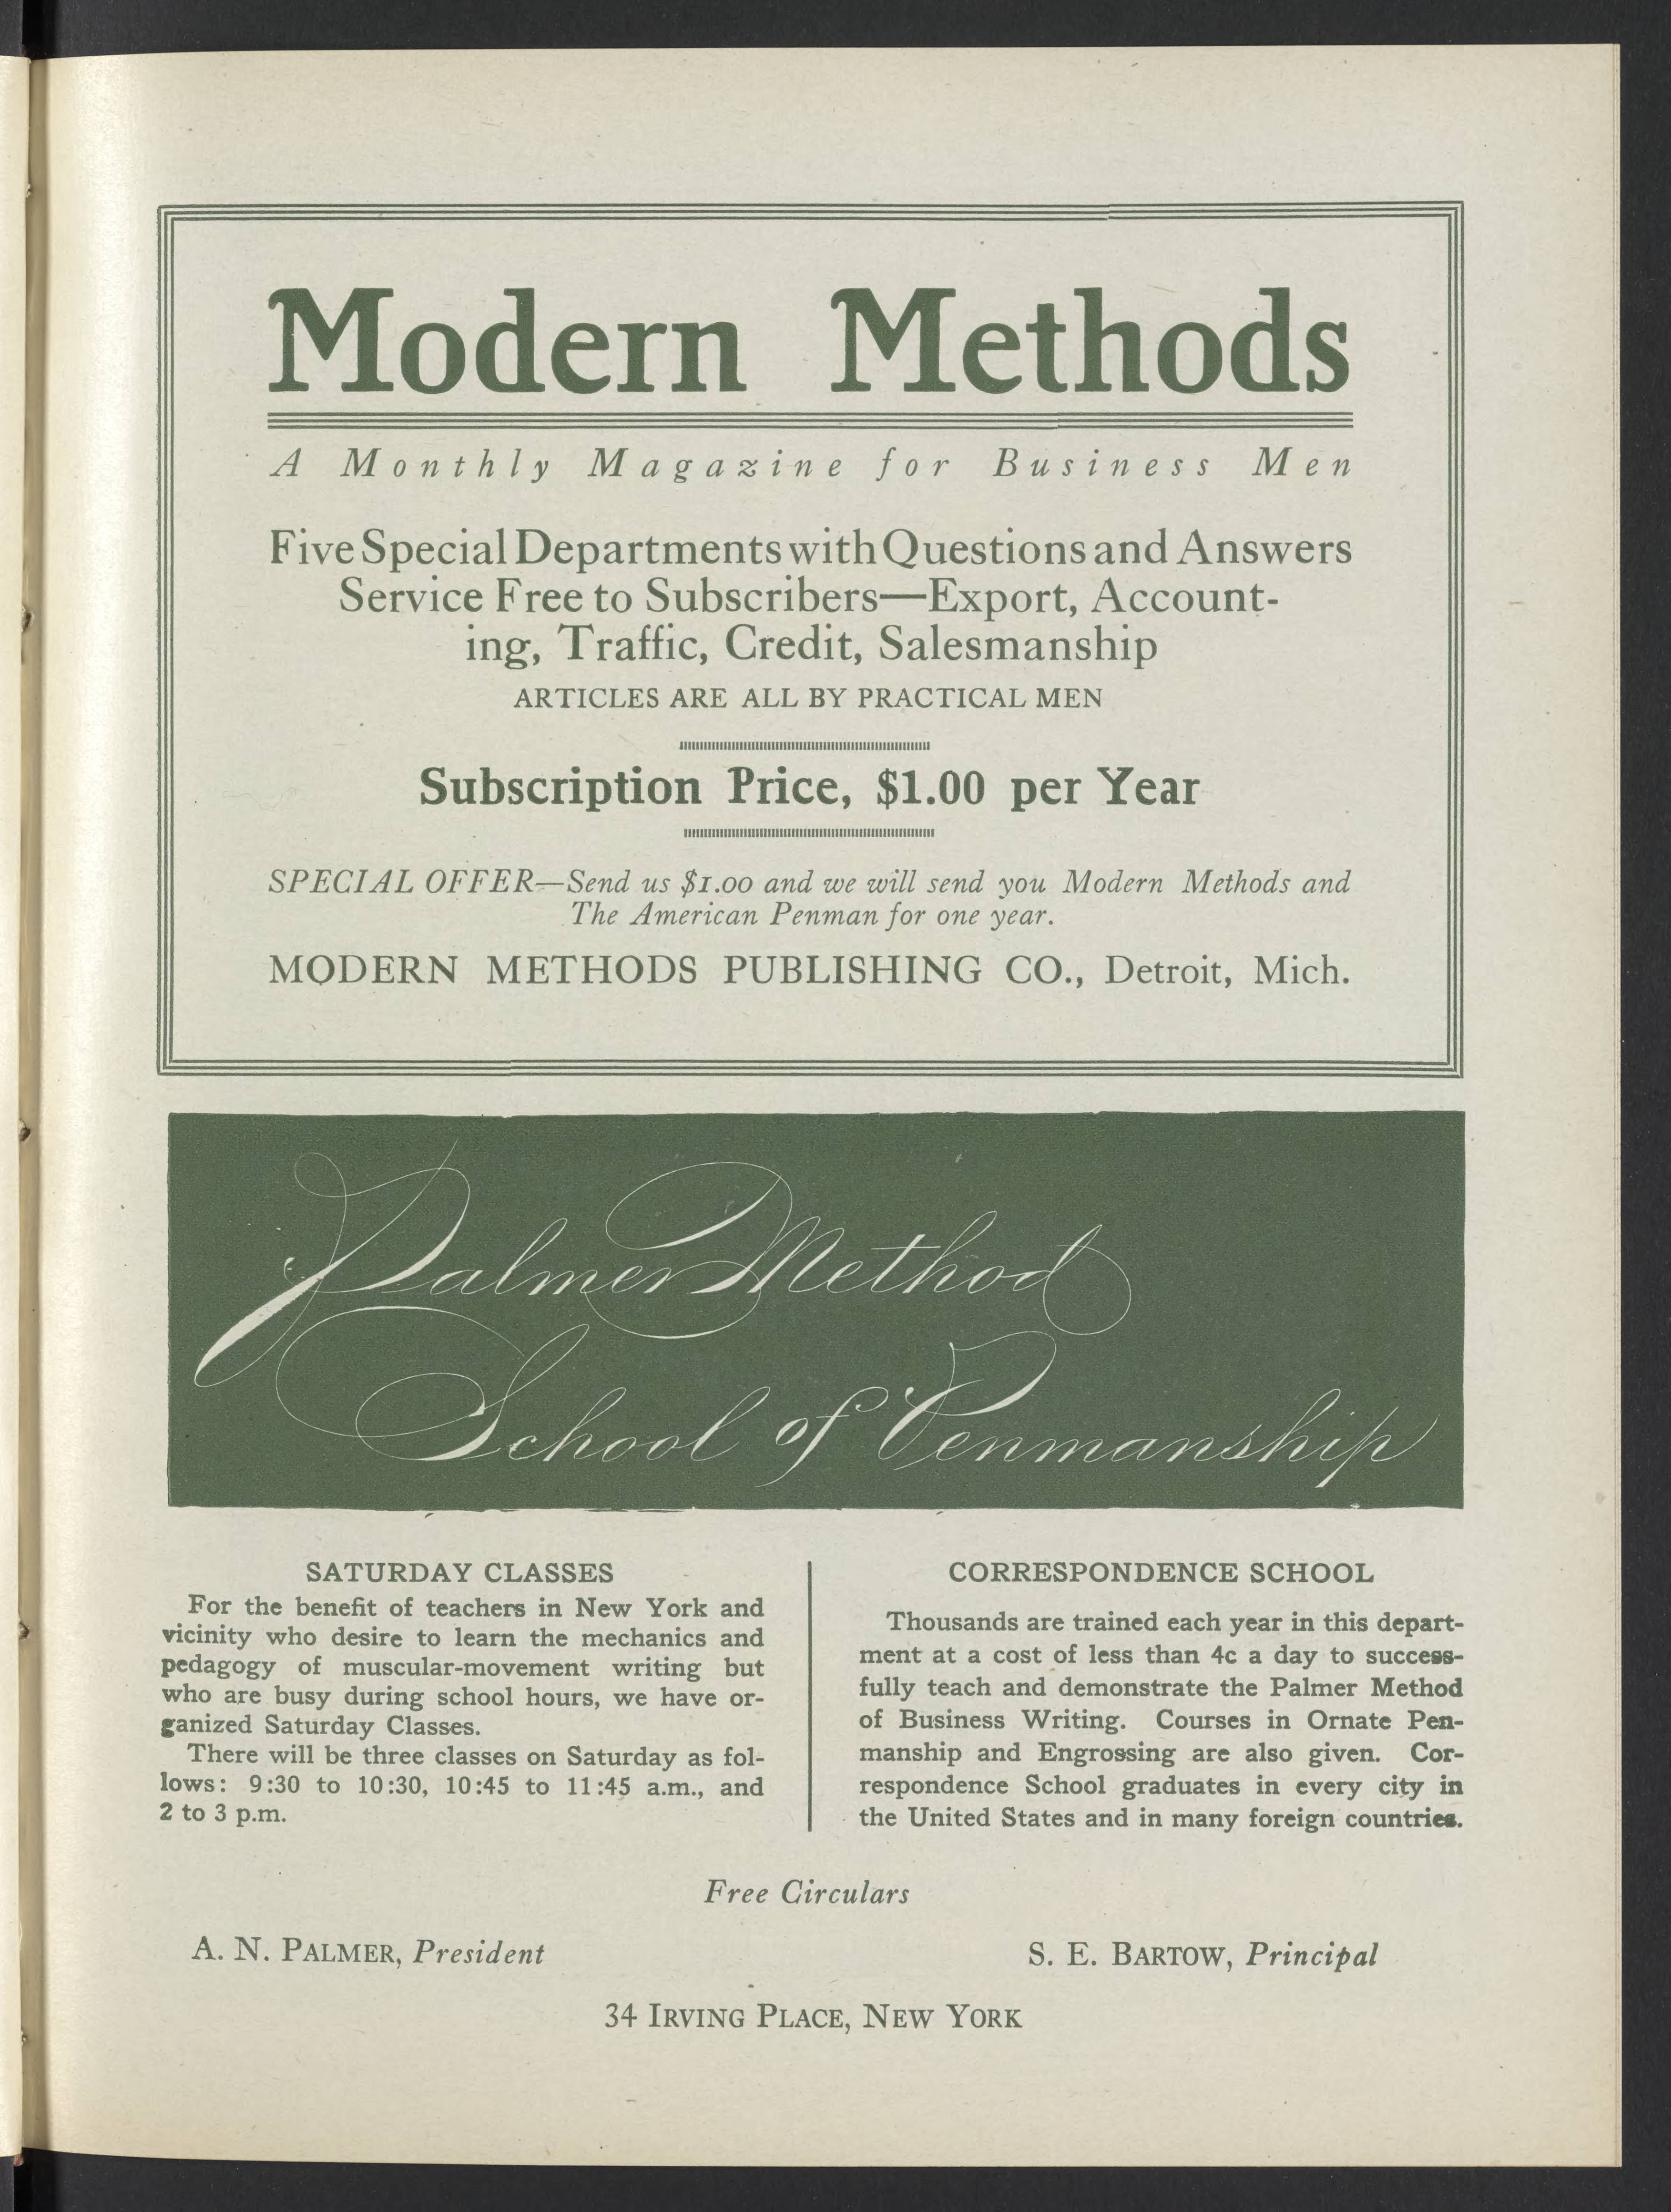 Modern Methods
A Monthly Magazine for Business Men
Five Special Departments with Questions and Answers
Service Free to Subscribers—Export, Account-
ing, Traffic, Credit, Salesmanship
ARTICLES ARE ALL BY PRACTICAL MEN
Subscription Price, $1.00 per Year
SPECIAL OFFER—Send us $1.00 and we will send you Modern Methods and
The American Penman for one year.
MODERN METHODS PUBLISHING CO., Detroit, Mich.
Palmer Method
School of Penmanship
SATURDAY CLASSES
For the benefit of teachers in New York and
vicinity who desire to learn the mechanics and
pedagogy of muscular-movement writing but
who are busy during school hours, we have or-
ganized Saturday Classes.
There will be three classes on Saturday as fol-
lows: 9:30 to 10:30, 10:45 to 11:45 a.m., and
2 to 3 p.m.
CORRESPONDENCE SCHOOL
Thousands are trained each year in this depart-
ment at a cost of less than 4c a day to success-
fully teach and demonstrate the Palmer Method
of Business Writing. Courses in Ornate Pen-
manship and Engrossing are also given. Cor-
respondence School graduates in every city in
the United States and in many foreign countries.
Free Circulars
A. N. PALMER, President
S. E. BARTOW, Principal
34 IRVING PLACE, NEW YORK